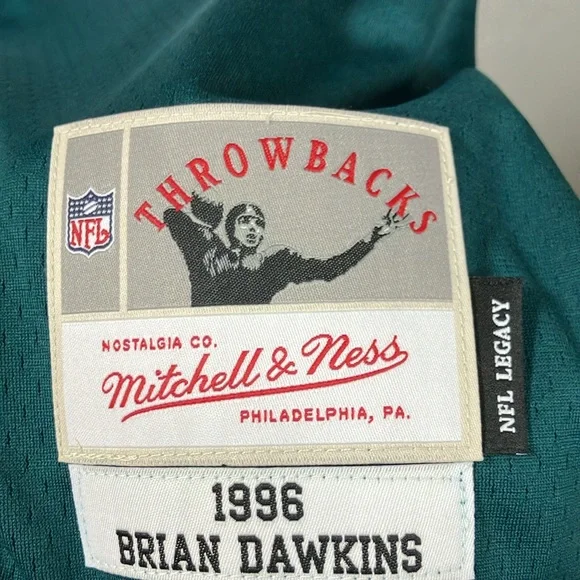 THROWBACKS
NFL
NOSTALGIA CO.
Mitchell & Ness
PHILADELPHIA, PA.
NFL LEGACY
1996
BRIAN DAWKINS